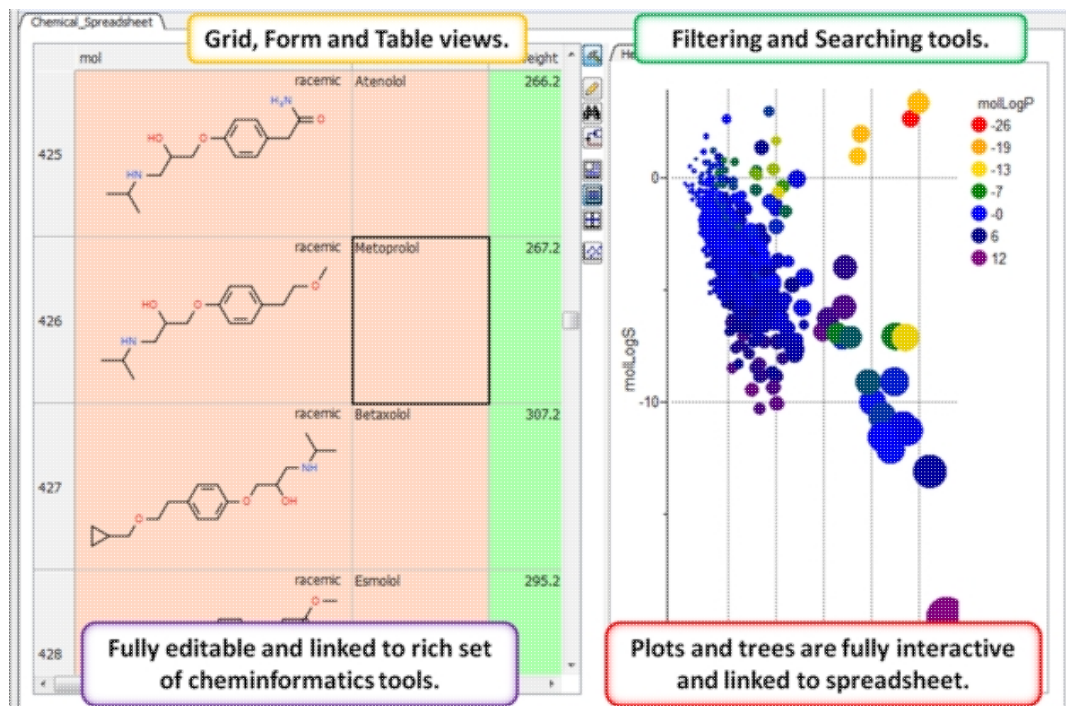 Chemical_Spreadsheet
Grid, Form and Table views.
Filtering and Searching tools.
mol
eight
He
425
racemic
Atenolol
266.2
H₂N
O
HO
O
HN
426
racemic
Metoprolol
267.2
HO
O
O
HN
427
racemic
Betaxolol
307.2
HN
O
OH
O
428
racemic
Esmolol
295.2
O
molLogP
-26
-19
-13
-7
-0
6
12
0
-10
molLogS
Fully editable and linked to rich set
of cheminformatics tools.
Plots and trees are fully interactive
and linked to spreadsheet.